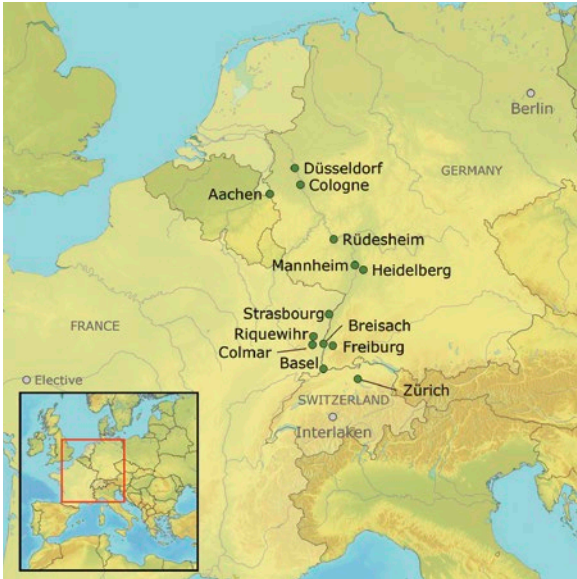 Berlin
Düsseldorf
GERMANY
Cologne
Aachen
Rüdesheim
Mannheim
Heidelberg
Strasbourg
FRANCE
Riquewihr
Breisach
Colmar
Freiburg
Basel
Elective
Zürich
SWITZERLAND
Interlaken